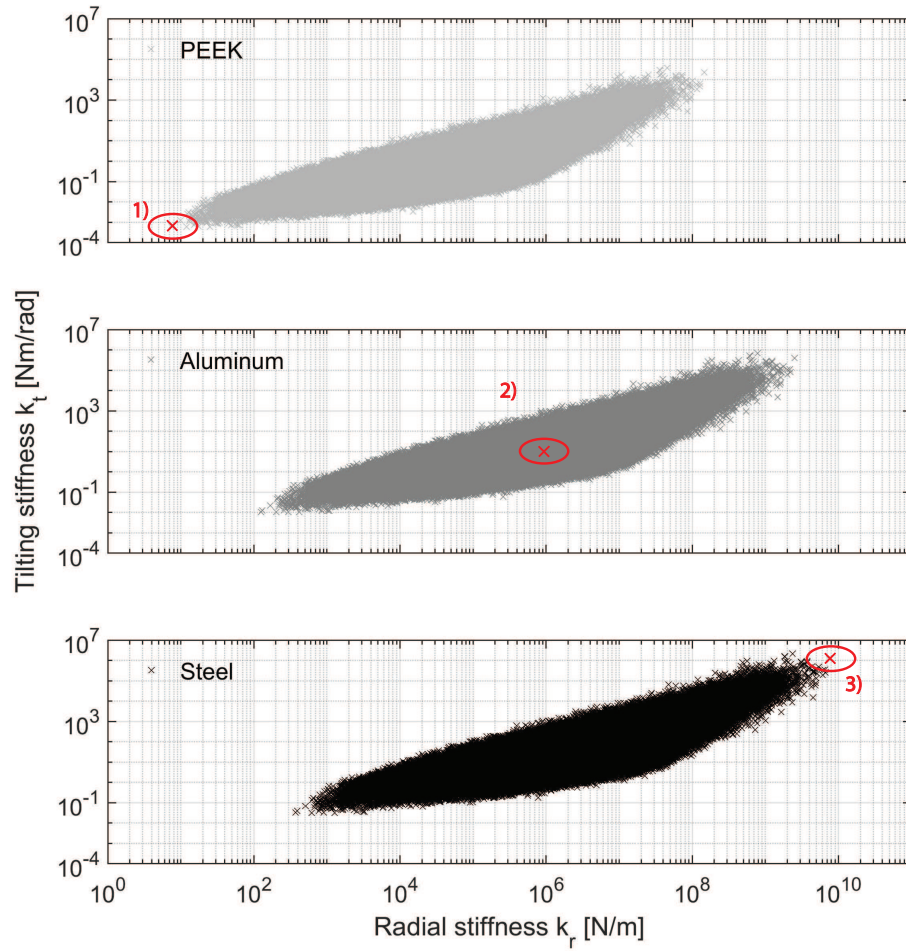 10^7
PEEK
10^3
10^-1
1)
10^-4
10^7
Aluminum
2)
10^3
10^-1
10^-4
Tilting stiffness k_t [Nm/rad]
10^7
Steel
3)
10^3
10^-1
10^-4
10^0 10^2 10^4 10^6 10^8 10^10
Radial stiffness k_r [N/m]